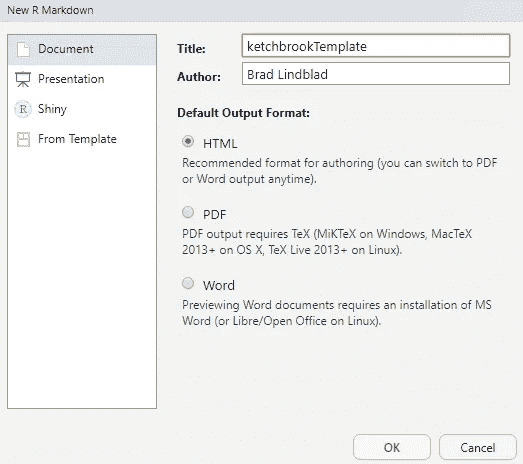 New R Markdown
Document
Presentation
R Shiny
From Template
Title: ketchbrookTemplate
Author: Brad Lindblad
Default Output Format:
HTML
Recommended format for authoring (you can switch to PDF
or Word output anytime).
PDF
PDF output requires TeX (MiKTeX on Windows, MacTeX
2013+ on OS X, TeX Live 2013+ on Linux).
Word
Previewing Word documents requires an installation of MS
Word (or Libre/Open Office on Linux).
OK Cancel